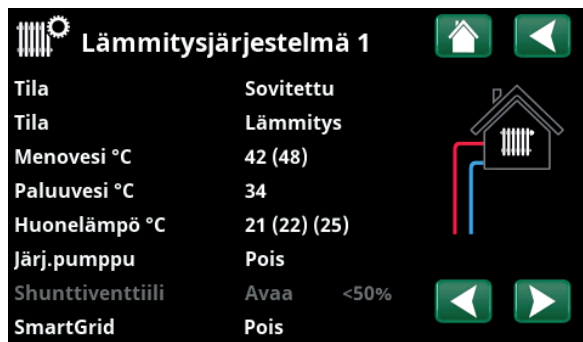 Lämmitysjärjestelmä 1
Tila Sovitettu
Tila Lämmitys
Menovesi °C 42 (48)
Paluuvesi °C 34
Huonelämpö °C 21 (22) (25)
Järj.pumppu Pois
Shunttiventtiili Avaa <50%
SmartGrid Pois